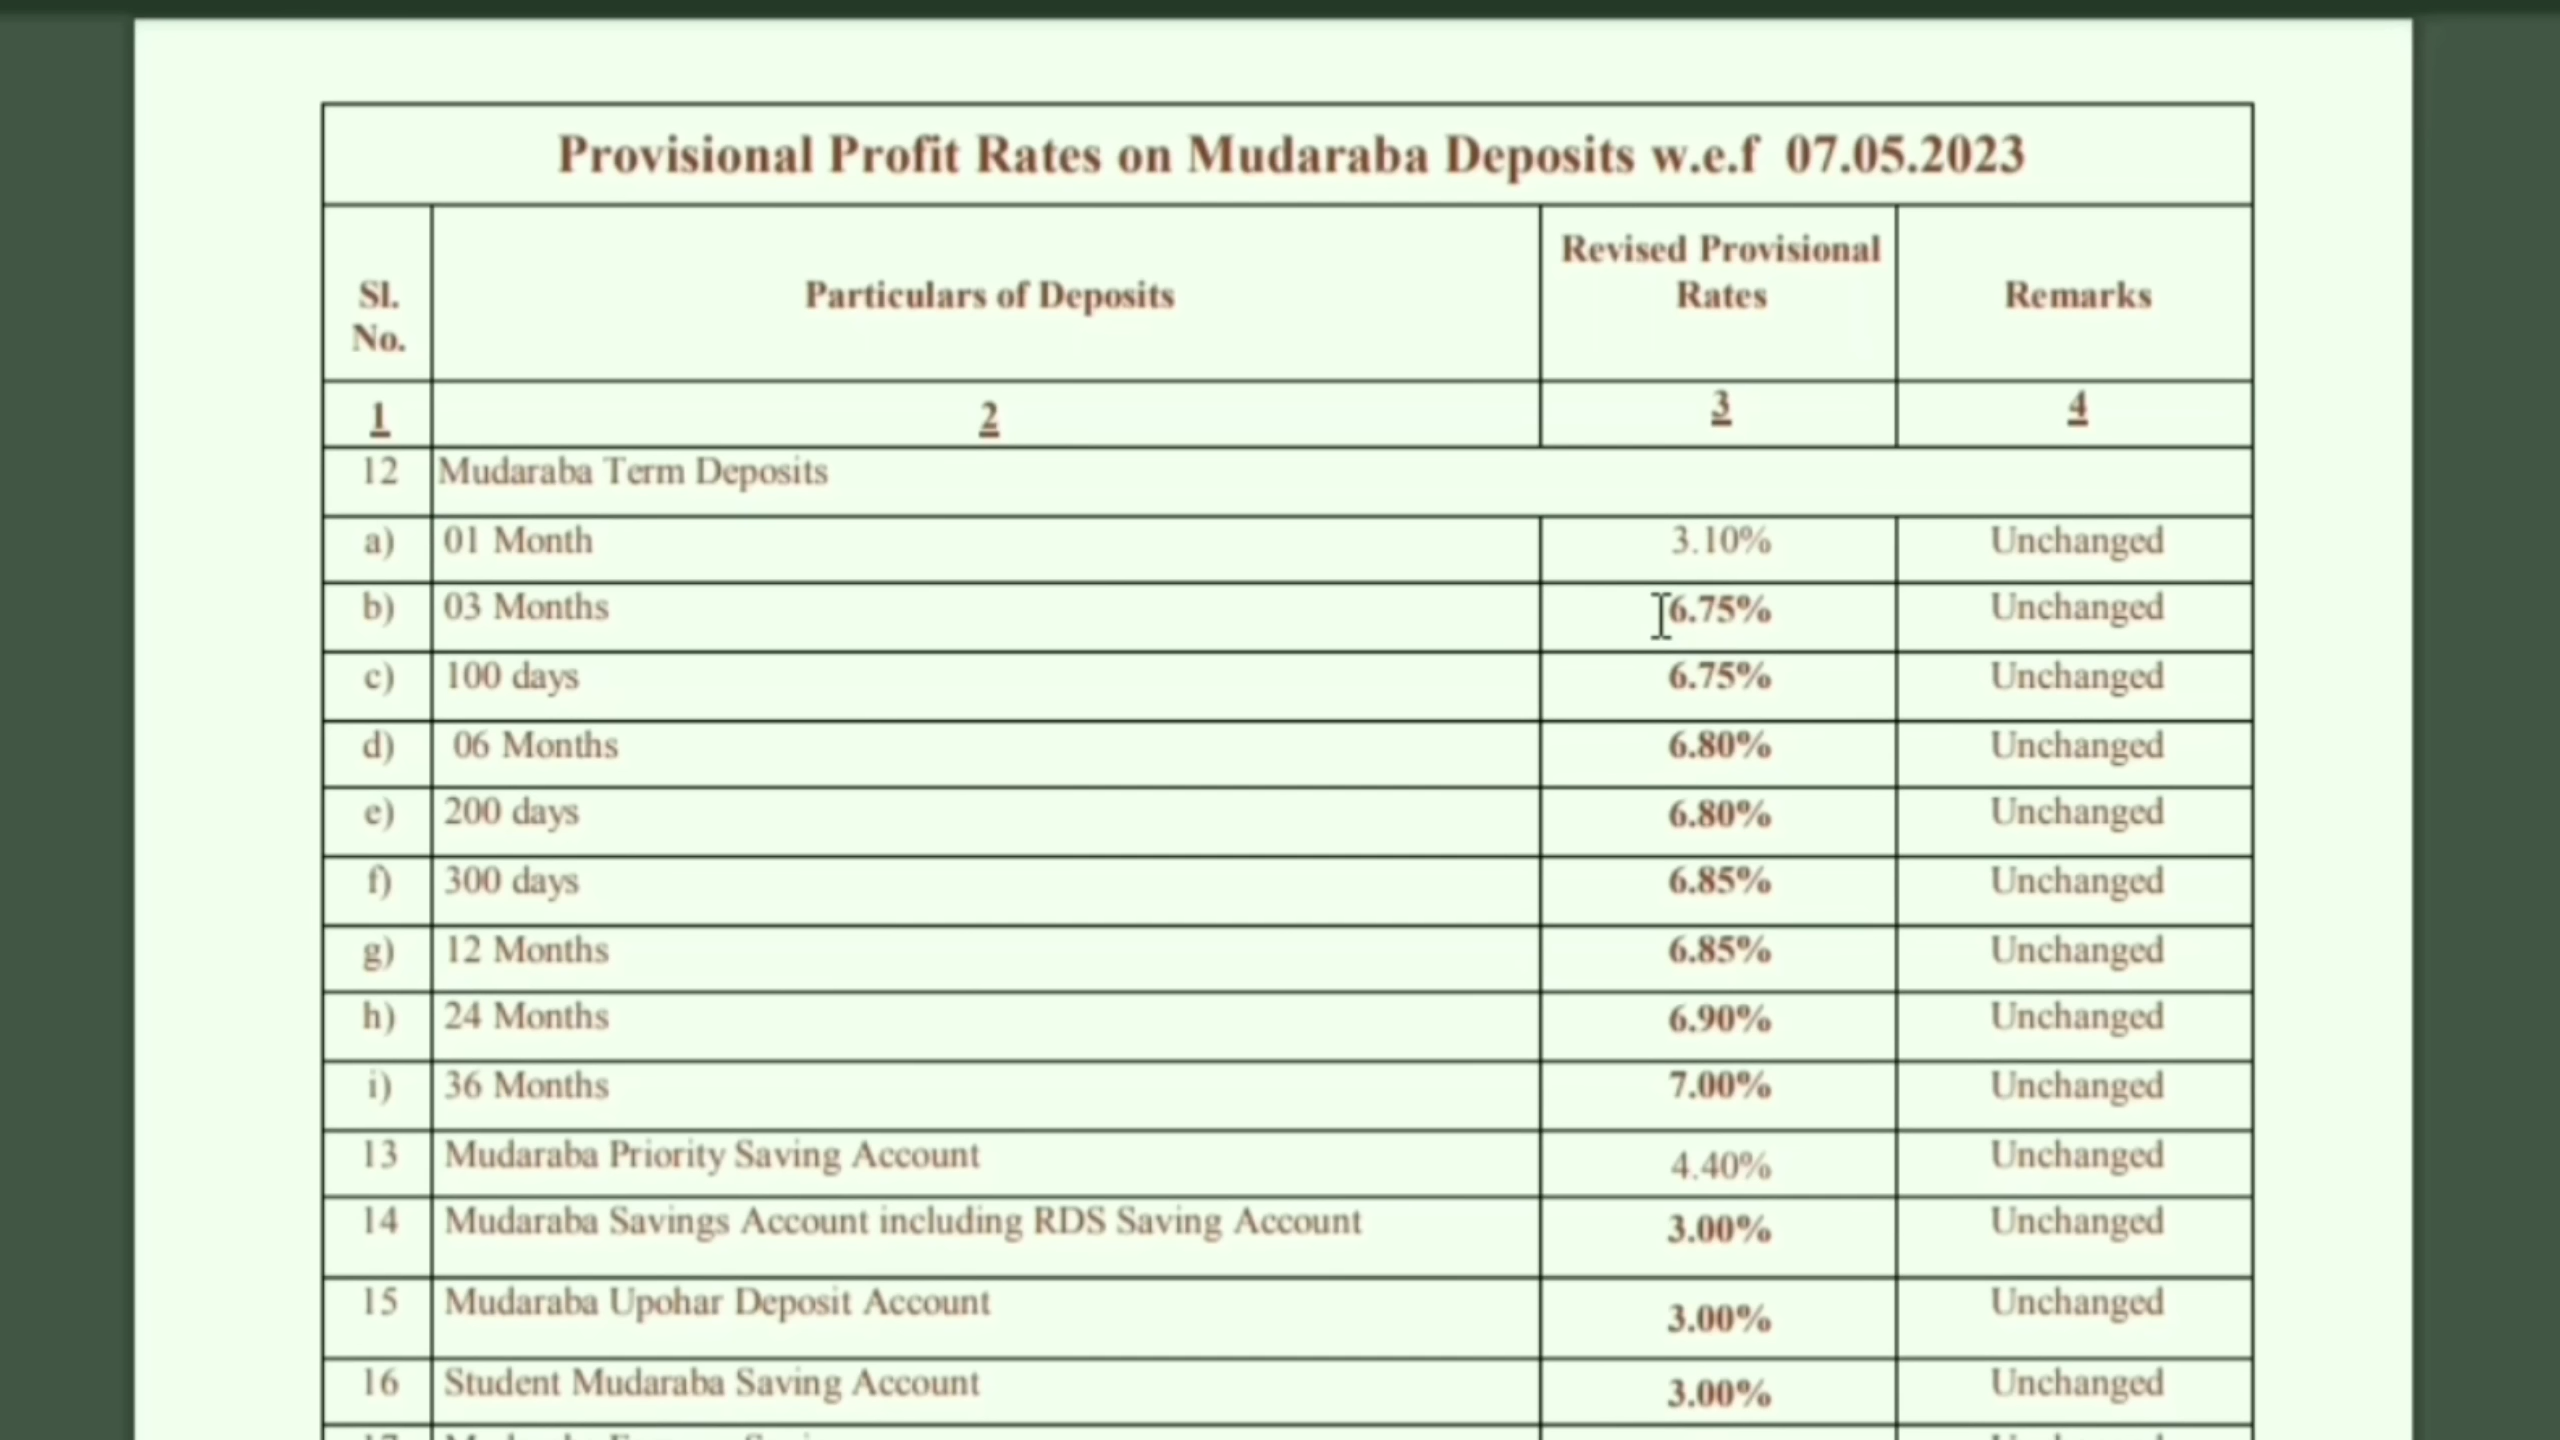 Provisional Profit Rates on Mudaraba Deposits w.e.f 07.05.2023
Sl. No. Particulars of Deposits Revised Provisional Rates Remarks
1 2 3 4
12 Mudaraba Term Deposits
a) 01 Month 3.10% Unchanged
b) 03 Months 6.75% Unchanged
c) 100 days 6.75% Unchanged
d) 06 Months 6.80% Unchanged
e) 200 days 6.80% Unchanged
f) 300 days 6.85% Unchanged
g) 12 Months 6.85% Unchanged
h) 24 Months 6.90% Unchanged
i) 36 Months 7.00% Unchanged
13 Mudaraba Priority Saving Account 4.40% Unchanged
14 Mudaraba Savings Account including RDS Saving Account 3.00% Unchanged
15 Mudaraba Upohar Deposit Account 3.00% Unchanged
16 Student Mudaraba Saving Account 3.00% Unchanged